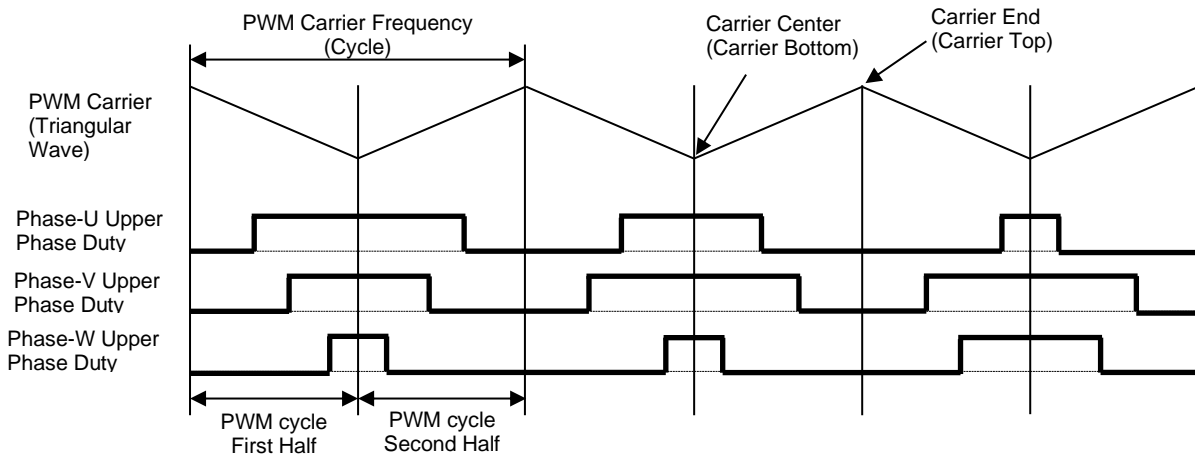 PWM Carrier Frequency
(Cycle)
Carrier Center
(Carrier Bottom)
Carrier End
(Carrier Top)
PWM Carrier
(Triangular
Wave)
Phase-U Upper
Phase Duty
Phase-V Upper
Phase Duty
Phase-W Upper
Phase Duty
PWM cycle
First Half
PWM cycle
Second Half